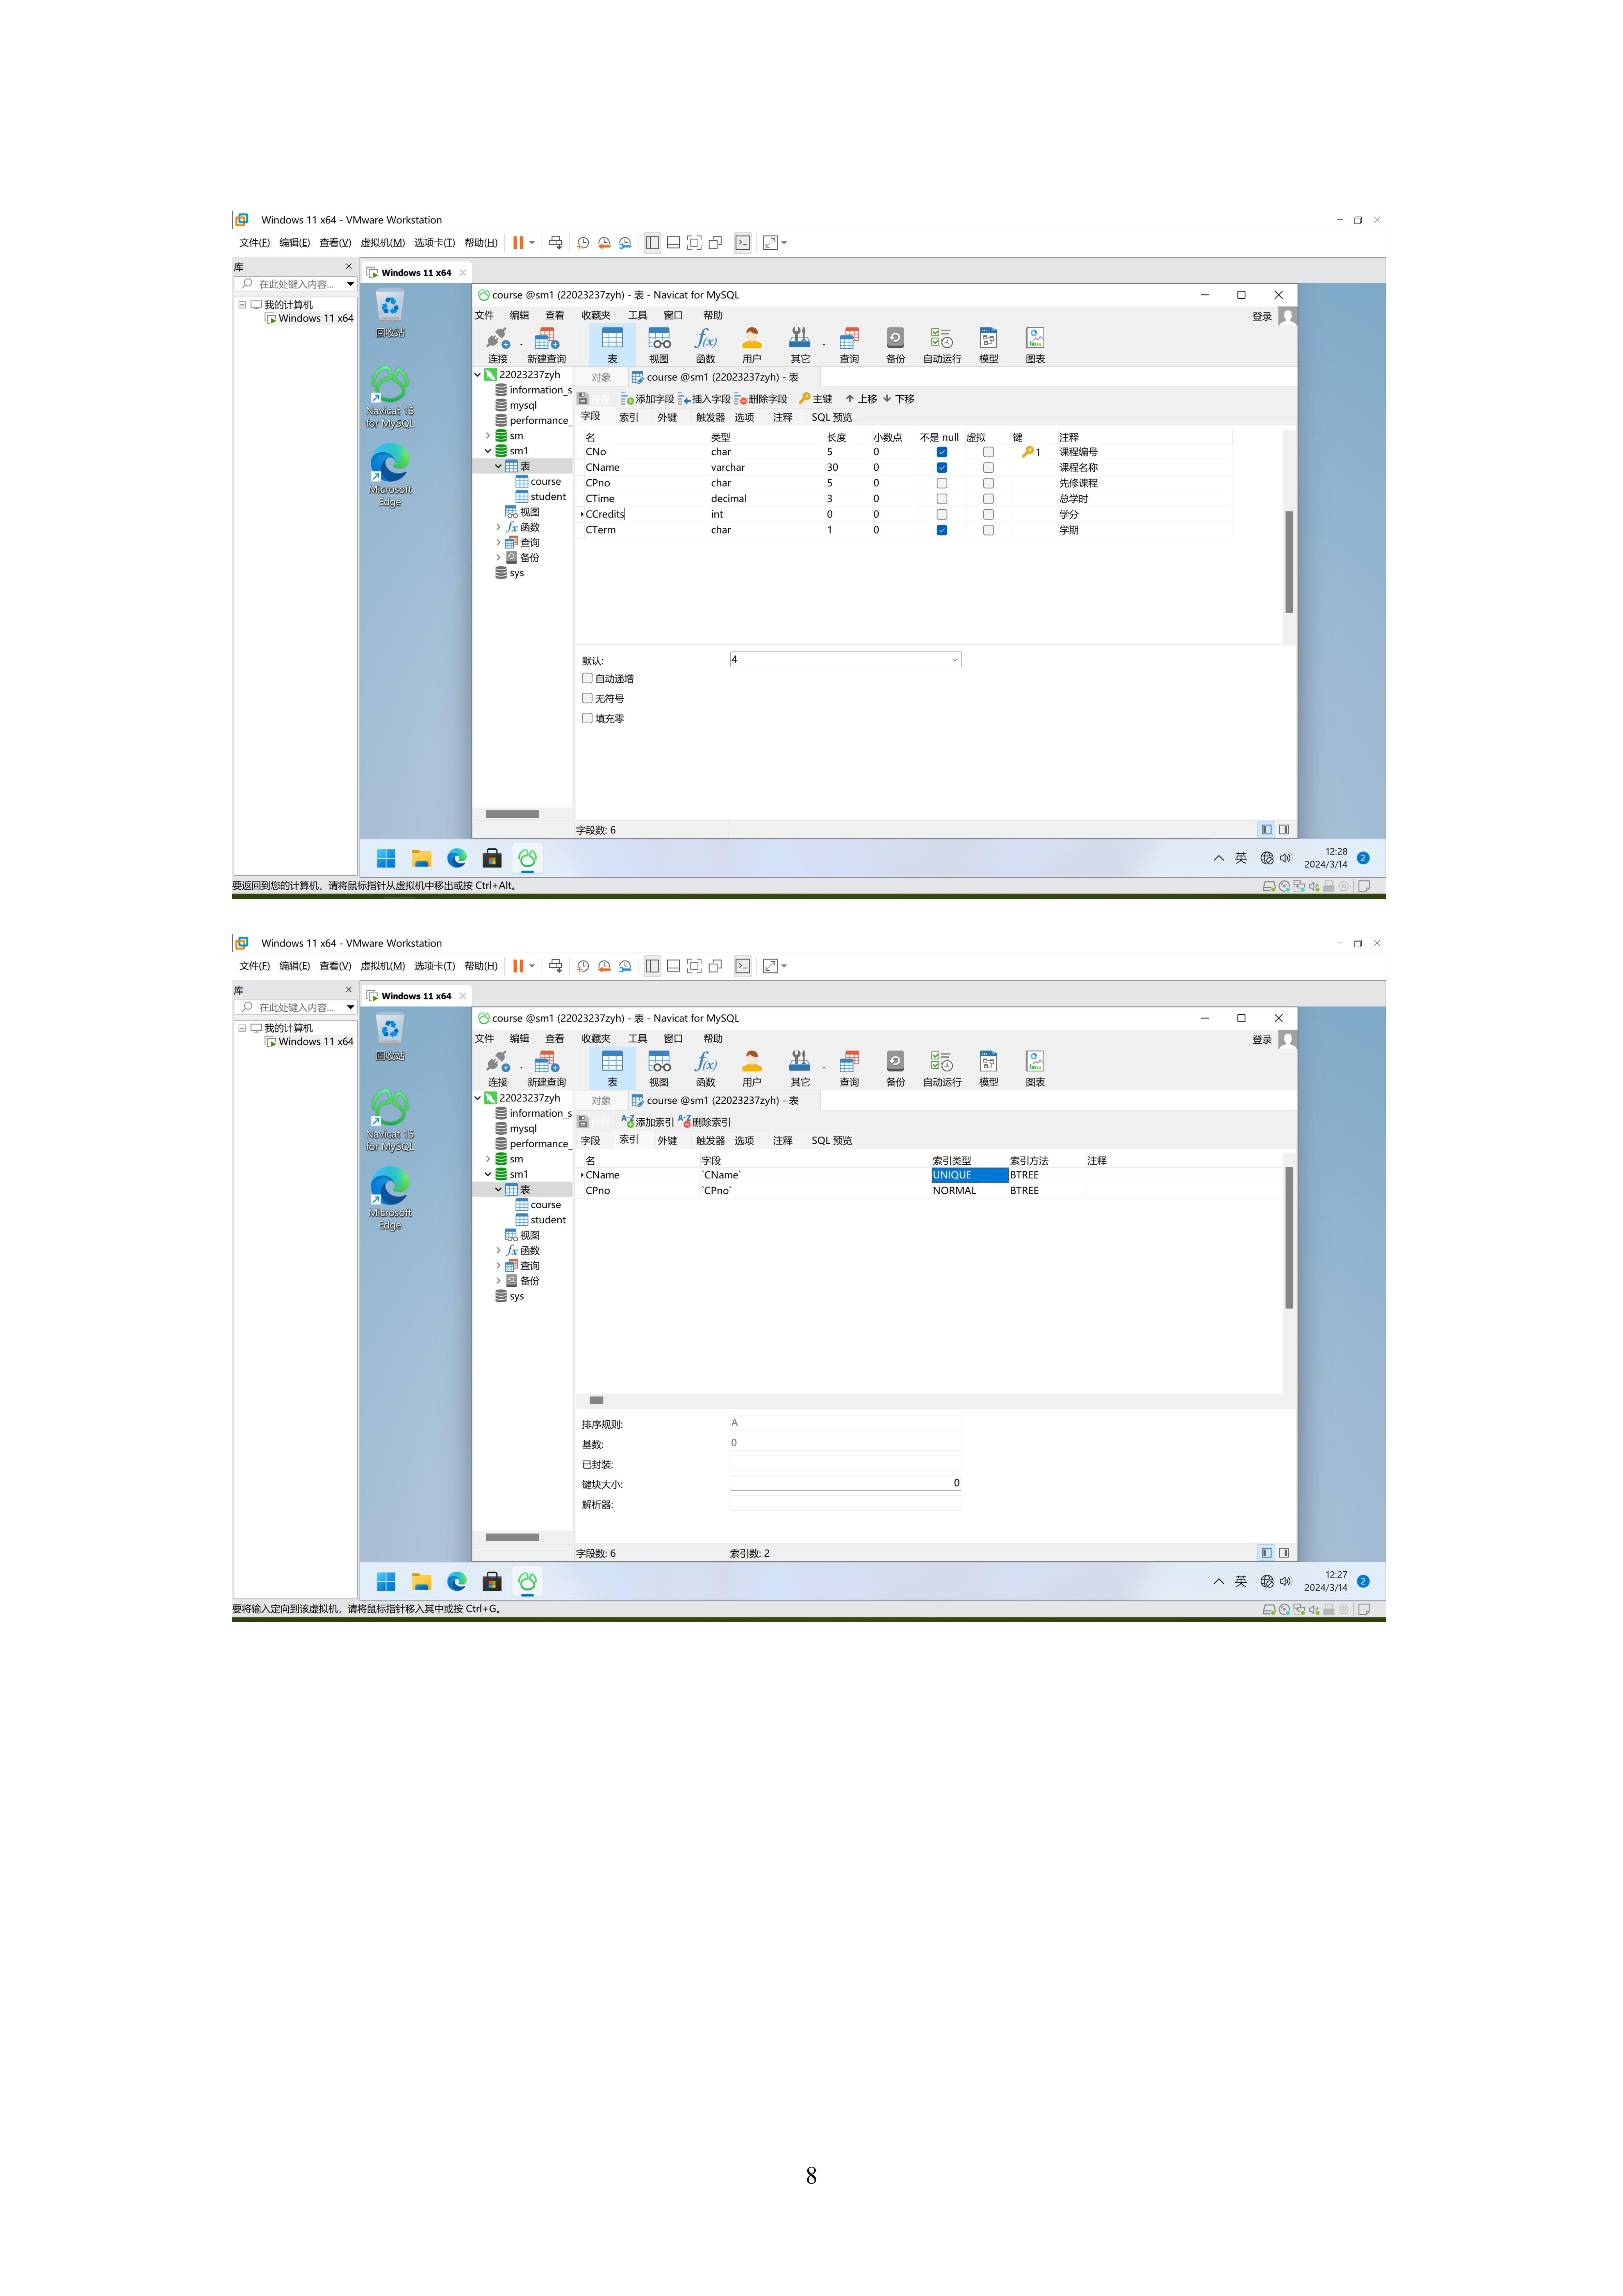 Windows 11 x64 - VMware Workstation
文件(F) 编辑(E) 查看(V) 虚拟机(M) 选项卡(T) 帮助(H)
库
Windows 11 x64
在此处键入内容...
我的计算机
Windows 11 x64
回收站
Navicat 15
for MySQL
Microsoft
Edge
course @sm1 (22023237zyh) - 表 - Navicat for MySQL
文件 编辑 查看 收藏夹 工具 窗口 帮助
登录
连接 新建查询 表 视图 函数 用户 其它 查询 备份 自动运行 模型 图表
22023237zyh
information_s
mysql
performance_
sm
sm1
表
course
student
视图
函数
查询
备份
sys
对象 course @sm1 (22023237zyh) - 表
添加字段 插入字段 删除字段 主键 上移 下移
字段 索引 外键 触发器 选项 注释 SQL 预览
名 类型 长度 小数点 不是 null 虚拟 键 注释
CNo char 5 0 1 课程编号
CName varchar 30 0 课程名称
CPno char 5 0 先修课程
CTime decimal 3 0 总学时
CCredits int 0 0 学分
CTerm char 1 0 学期
默认: 4
自动递增
无符号
填充零
字段数: 6
英
12:28
2024/3/14
2
要返回到您的计算机，请将鼠标指针从虚拟机中移出或按 Ctrl+Alt。
Windows 11 x64 - VMware Workstation
文件(F) 编辑(E) 查看(V) 虚拟机(M) 选项卡(T) 帮助(H)
库
Windows 11 x64
在此处键入内容...
我的计算机
Windows 11 x64
回收站
Navicat 15
for MySQL
Microsoft
Edge
course @sm1 (22023237zyh) - 表 - Navicat for MySQL
文件 编辑 查看 收藏夹 工具 窗口 帮助
登录
连接 新建查询 表 视图 函数 用户 其它 查询 备份 自动运行 模型 图表
22023237zyh
information_s
mysql
performance_
sm
sm1
表
course
student
视图
函数
查询
备份
sys
对象 course @sm1 (22023237zyh) - 表
添加索引 删除索引
字段 索引 外键 触发器 选项 注释 SQL 预览
名 字段 索引类型 索引方法 注释
CName `CName` UNIQUE BTREE
CPno `CPno` NORMAL BTREE
排序规则: A
基数: 0
已封装:
键块大小: 0
解析器:
字段数: 6 索引数: 2
英
12:27
2024/3/14
2
要将输入定向到该虚拟机，请将鼠标指针移入其中或按 Ctrl+G。
8